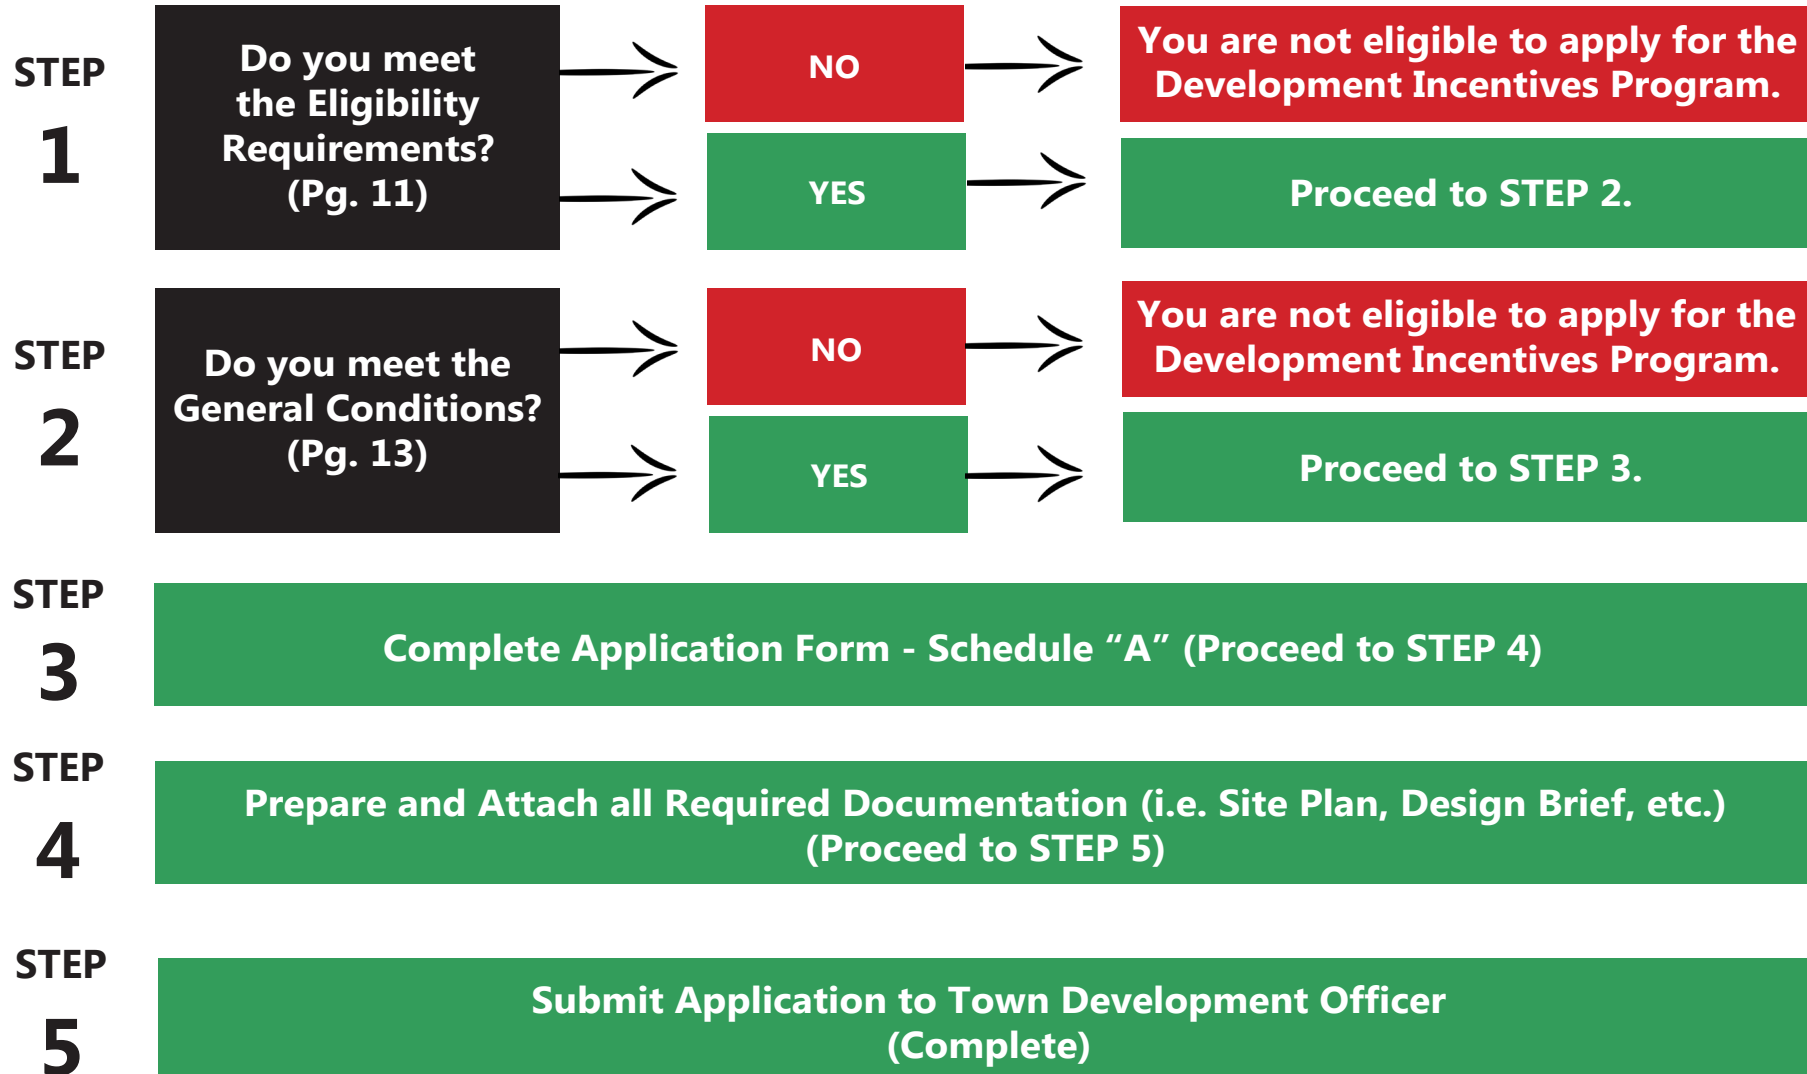 STEP
1
Do you meet
the Eligibility
Requirements?
(Pg. 11)
NO
You are not eligible to apply for the
Development Incentives Program.
YES
Proceed to STEP 2.
STEP
2
Do you meet the
General Conditions?
(Pg. 13)
NO
You are not eligible to apply for the
Development Incentives Program.
YES
Proceed to STEP 3.
STEP
3
Complete Application Form - Schedule “A” (Proceed to STEP 4)
STEP
4
Prepare and Attach all Required Documentation (i.e. Site Plan, Design Brief, etc.)
(Proceed to STEP 5)
STEP
5
Submit Application to Town Development Officer
(Complete)